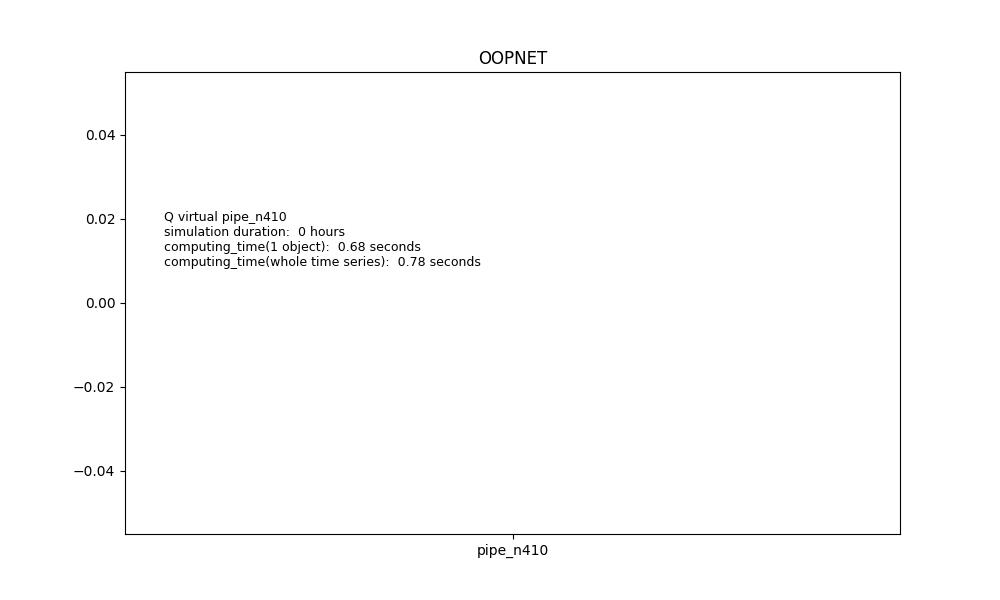 OOPNET
0.04
0.02
0.00
−0.02
−0.04
Q virtual pipe_n410
simulation duration:  0 hours
computing_time(1 object):  0.68 seconds
computing_time(whole time series):  0.78 seconds
pipe_n410